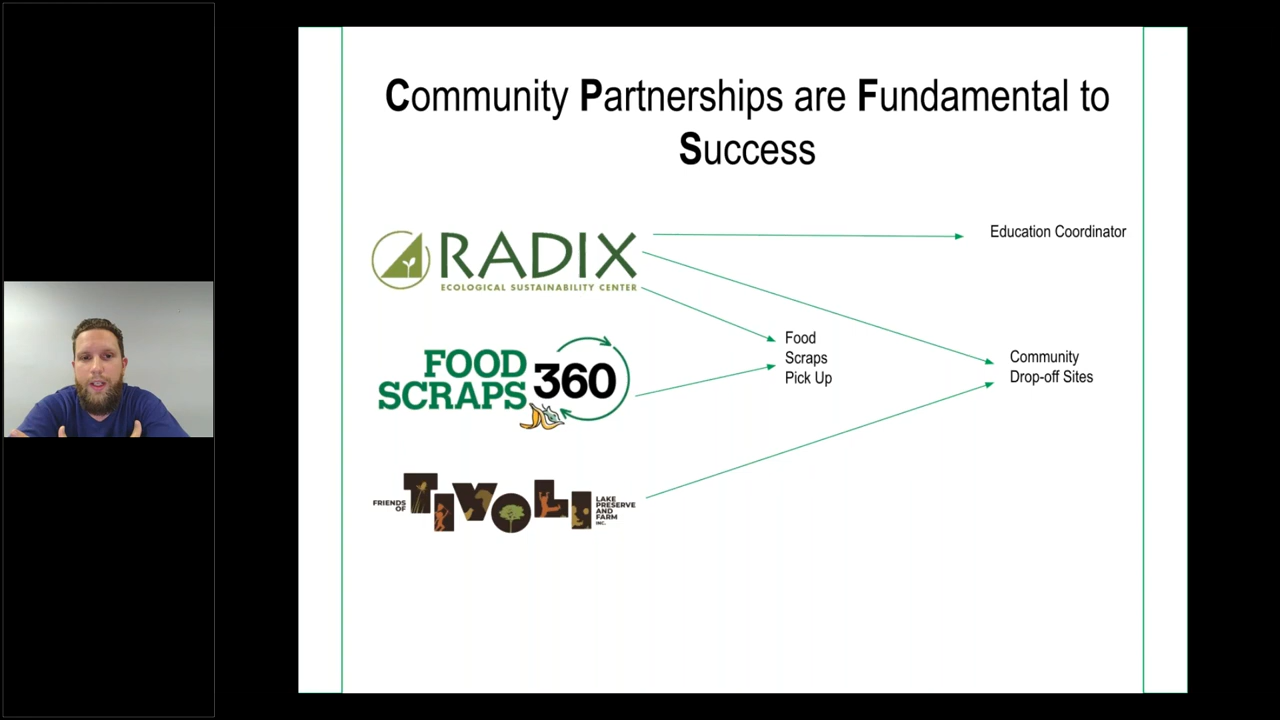 Community Partnerships are Fundamental to
Success
RADIX
ECOLOGICAL SUSTAINABILITY CENTER
Education Coordinator
FOOD
SCRAPS 360
Food
Scraps
Pick Up
Community
Drop-off Sites
FRIENDS
OF
TIVOLI
LAKE
PRESERVE
AND
FARM
INC.